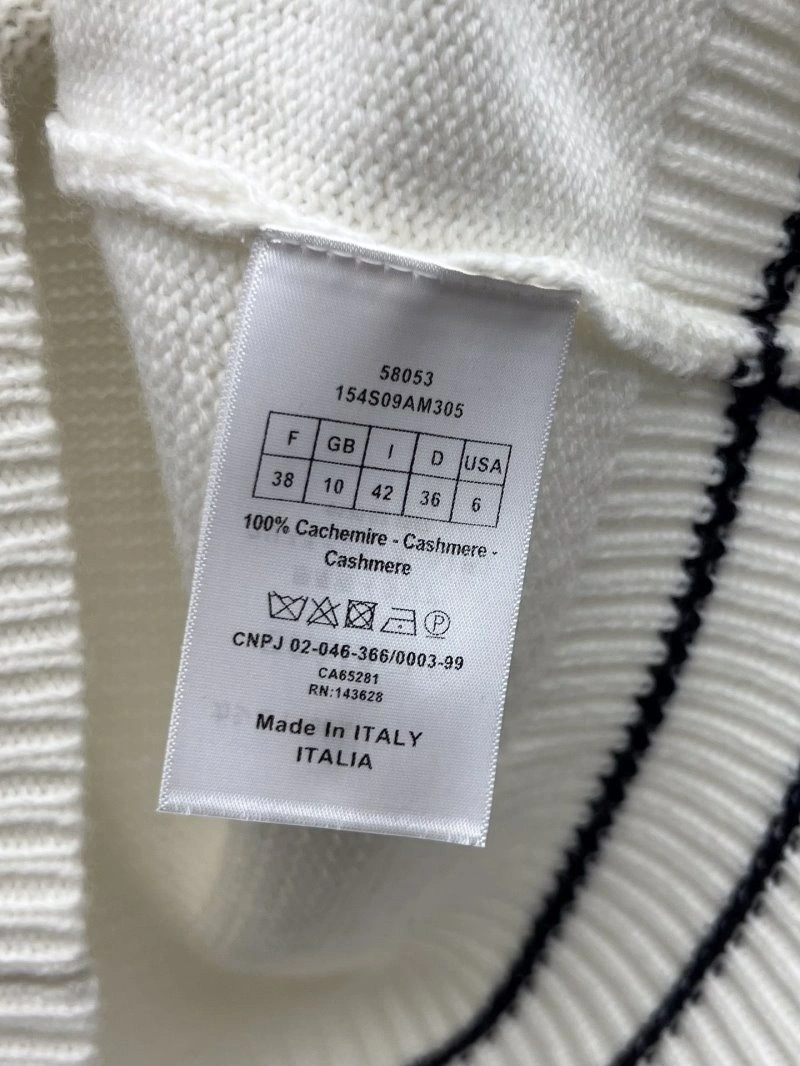 58053
154S09AM305
F GB I D USA
38 10 42 36 6
100% Cachemire - Cashmere -
Cashmere
P
CNPJ 02-046-366/0003-99
CA65281
RN:143628
Made In ITALY
ITALIA